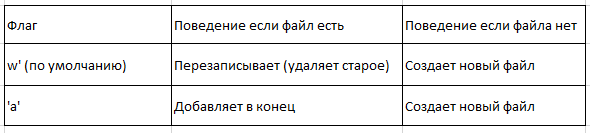 Флаг Поведение если файл есть Поведение если файла нет
w' (по умолчанию) Перезаписывает (удаляет старое) Создает новый файл
'a' Добавляет в конец Создает новый файл